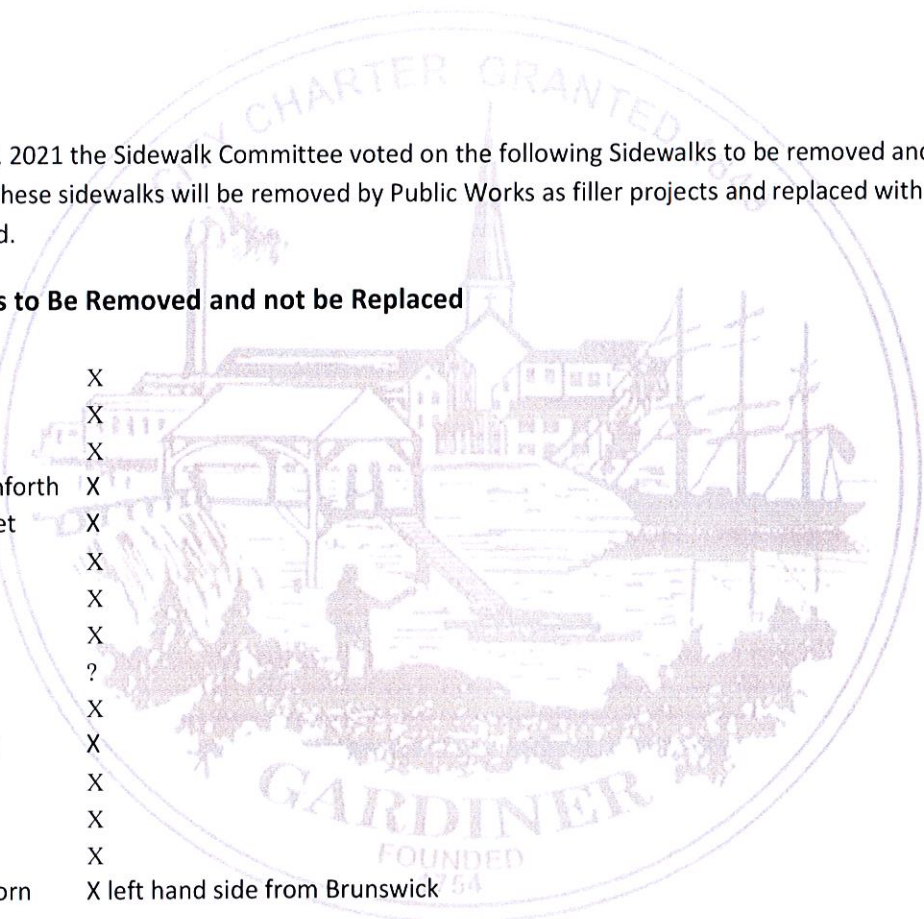 CITY CHARTER GRANTED 1849
2021 the Sidewalk Committee voted on the following Sidewalks to be removed and
hese sidewalks will be removed by Public Works as filler projects and replaced with
d.
s to Be Removed and not be Replaced
X
X
X
nforth X
et X
X
X
X
?
X
X
X
X
X
orn X left hand side from Brunswick
GARDINER
FOUNDED
1754